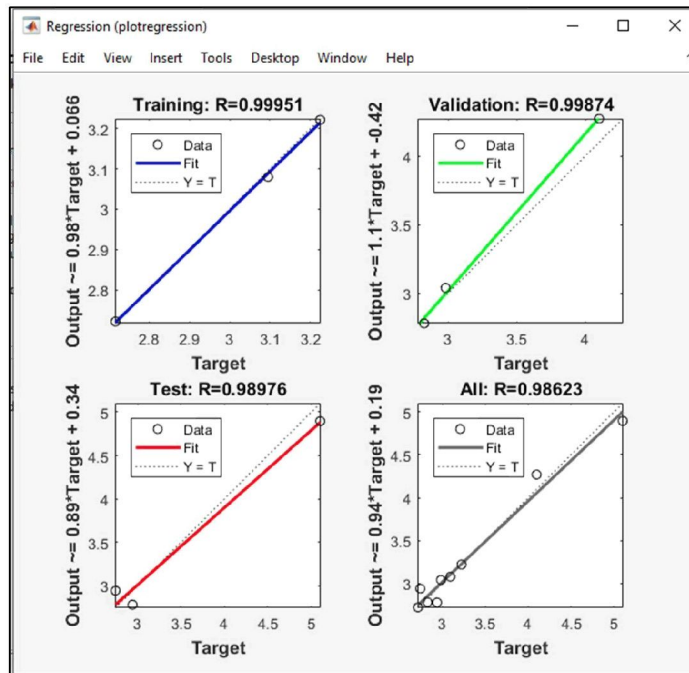 Regression (plotregression)
File Edit View Insert Tools Desktop Window Help
Training: R=0.99951
Output ~= 0.98*Target + 0.066
3.2
3.1
3
2.9
2.8
Data
Fit
Y = T
2.8 2.9 3 3.1 3.2
Target
Validation: R=0.99874
Output ~= 1.1*Target + -0.42
4
3.5
3
Data
Fit
Y = T
3 3.5 4
Target
Test: R=0.98976
Output ~= 0.89*Target + 0.34
5
4.5
4
3.5
3
Data
Fit
Y = T
3 3.5 4 4.5 5
Target
All: R=0.98623
Output ~= 0.94*Target + 0.19
5
4.5
4
3.5
3
Data
Fit
Y = T
3 3.5 4 4.5 5
Target